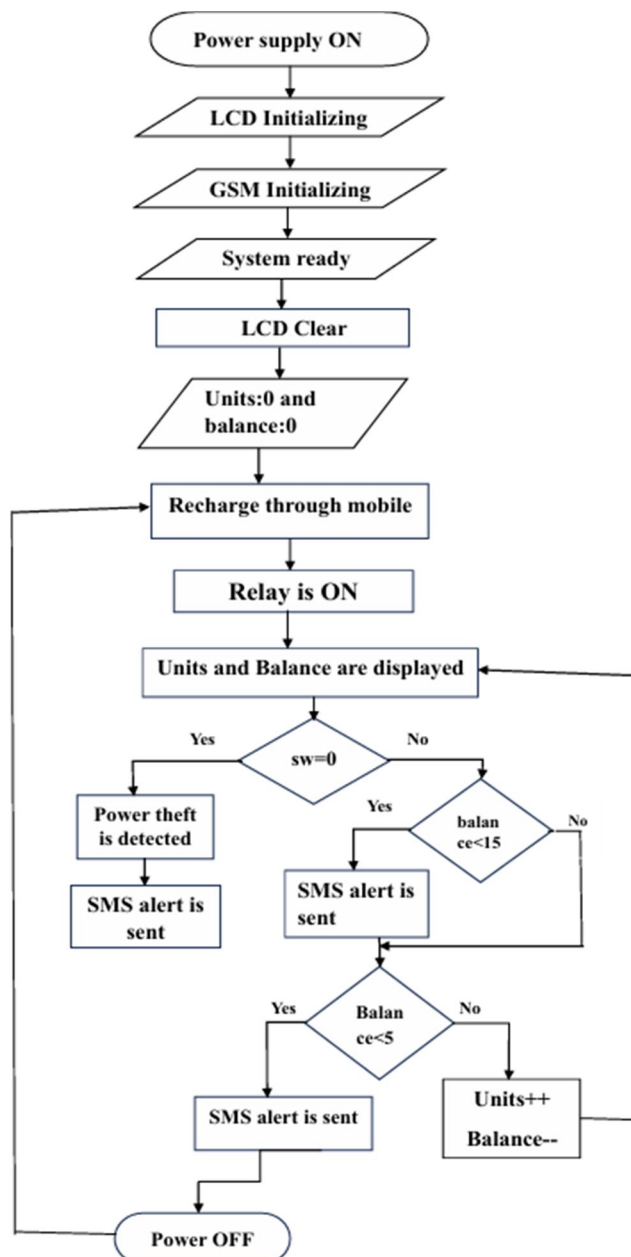 Power supply ON
LCD Initializing
GSM Initializing
System ready
LCD Clear
Units:0 and
balance:0
Recharge through mobile
Relay is ON
Units and Balance are displayed
Yes
sw=0
No
Power theft
is detected
SMS alert is
sent
Yes
balan
ce<15
No
SMS alert is
sent
Yes
Balan
ce<5
No
SMS alert is sent
Units++
Balance--
Power OFF